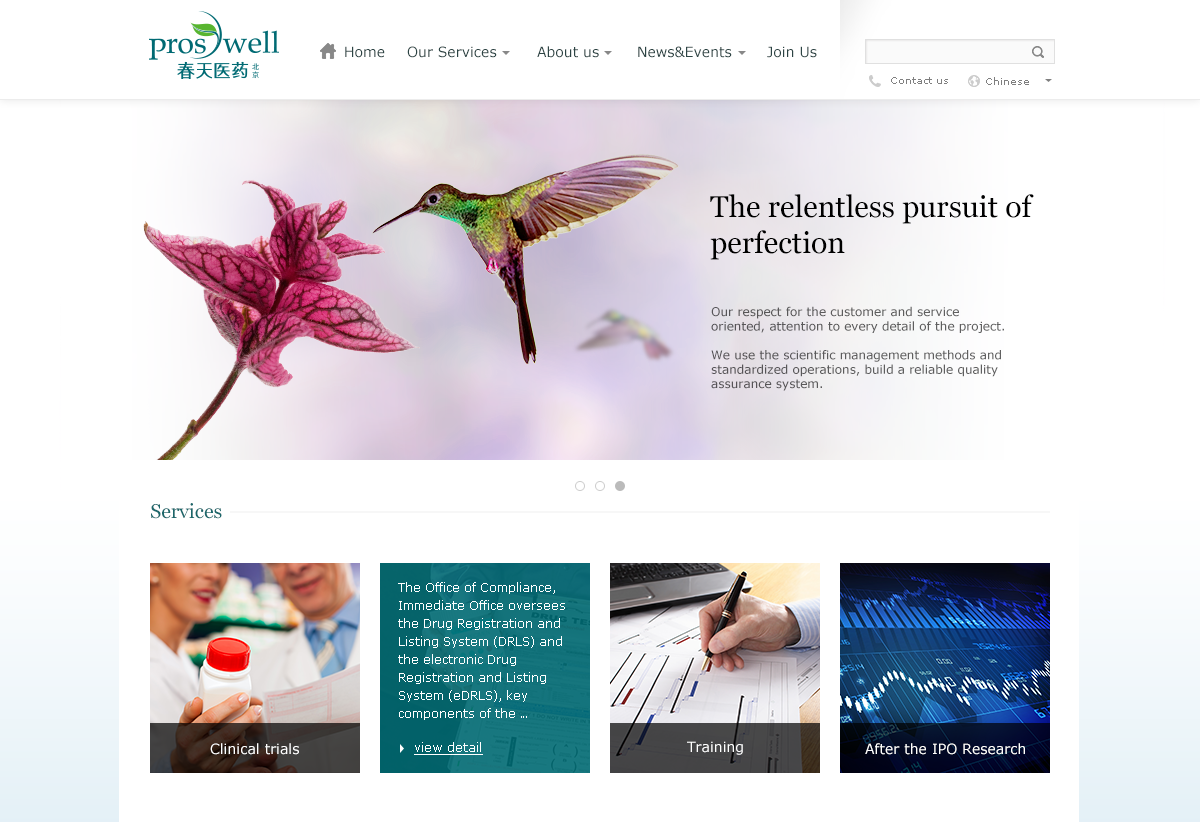 proswell
春天医药 北京
Home Our Services About us News&Events Join Us
Contact us Chinese
The relentless pursuit of
perfection
Our respect for the customer and service
oriented, attention to every detail of the project.
We use the scientific management methods and
standardized operations, build a reliable quality
assurance system.
Services
Clinical trials
The Office of Compliance,
Immediate Office oversees
the Drug Registration and
Listing System (DRLS) and
the electronic Drug
Registration and Listing
System (eDRLS), key
components of the ...
view detail
Training
After the IPO Research